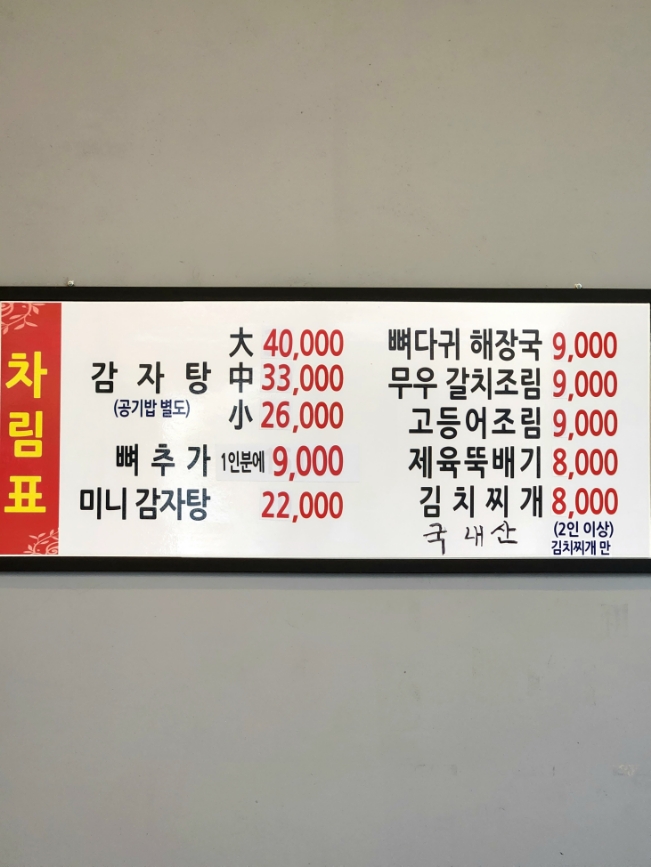 차림표
大 40,000
감 자 탕 中 33,000
(공기밥 별도) 小 26,000
뼈 추 가 1인분에 9,000
미니 감자탕 22,000
뼈다귀 해장국 9,000
무우 갈치조림 9,000
고등어조림 9,000
제육뚝배기 8,000
김 치 찌 개 8,000
국내산 (2인 이상)
김치찌개 만